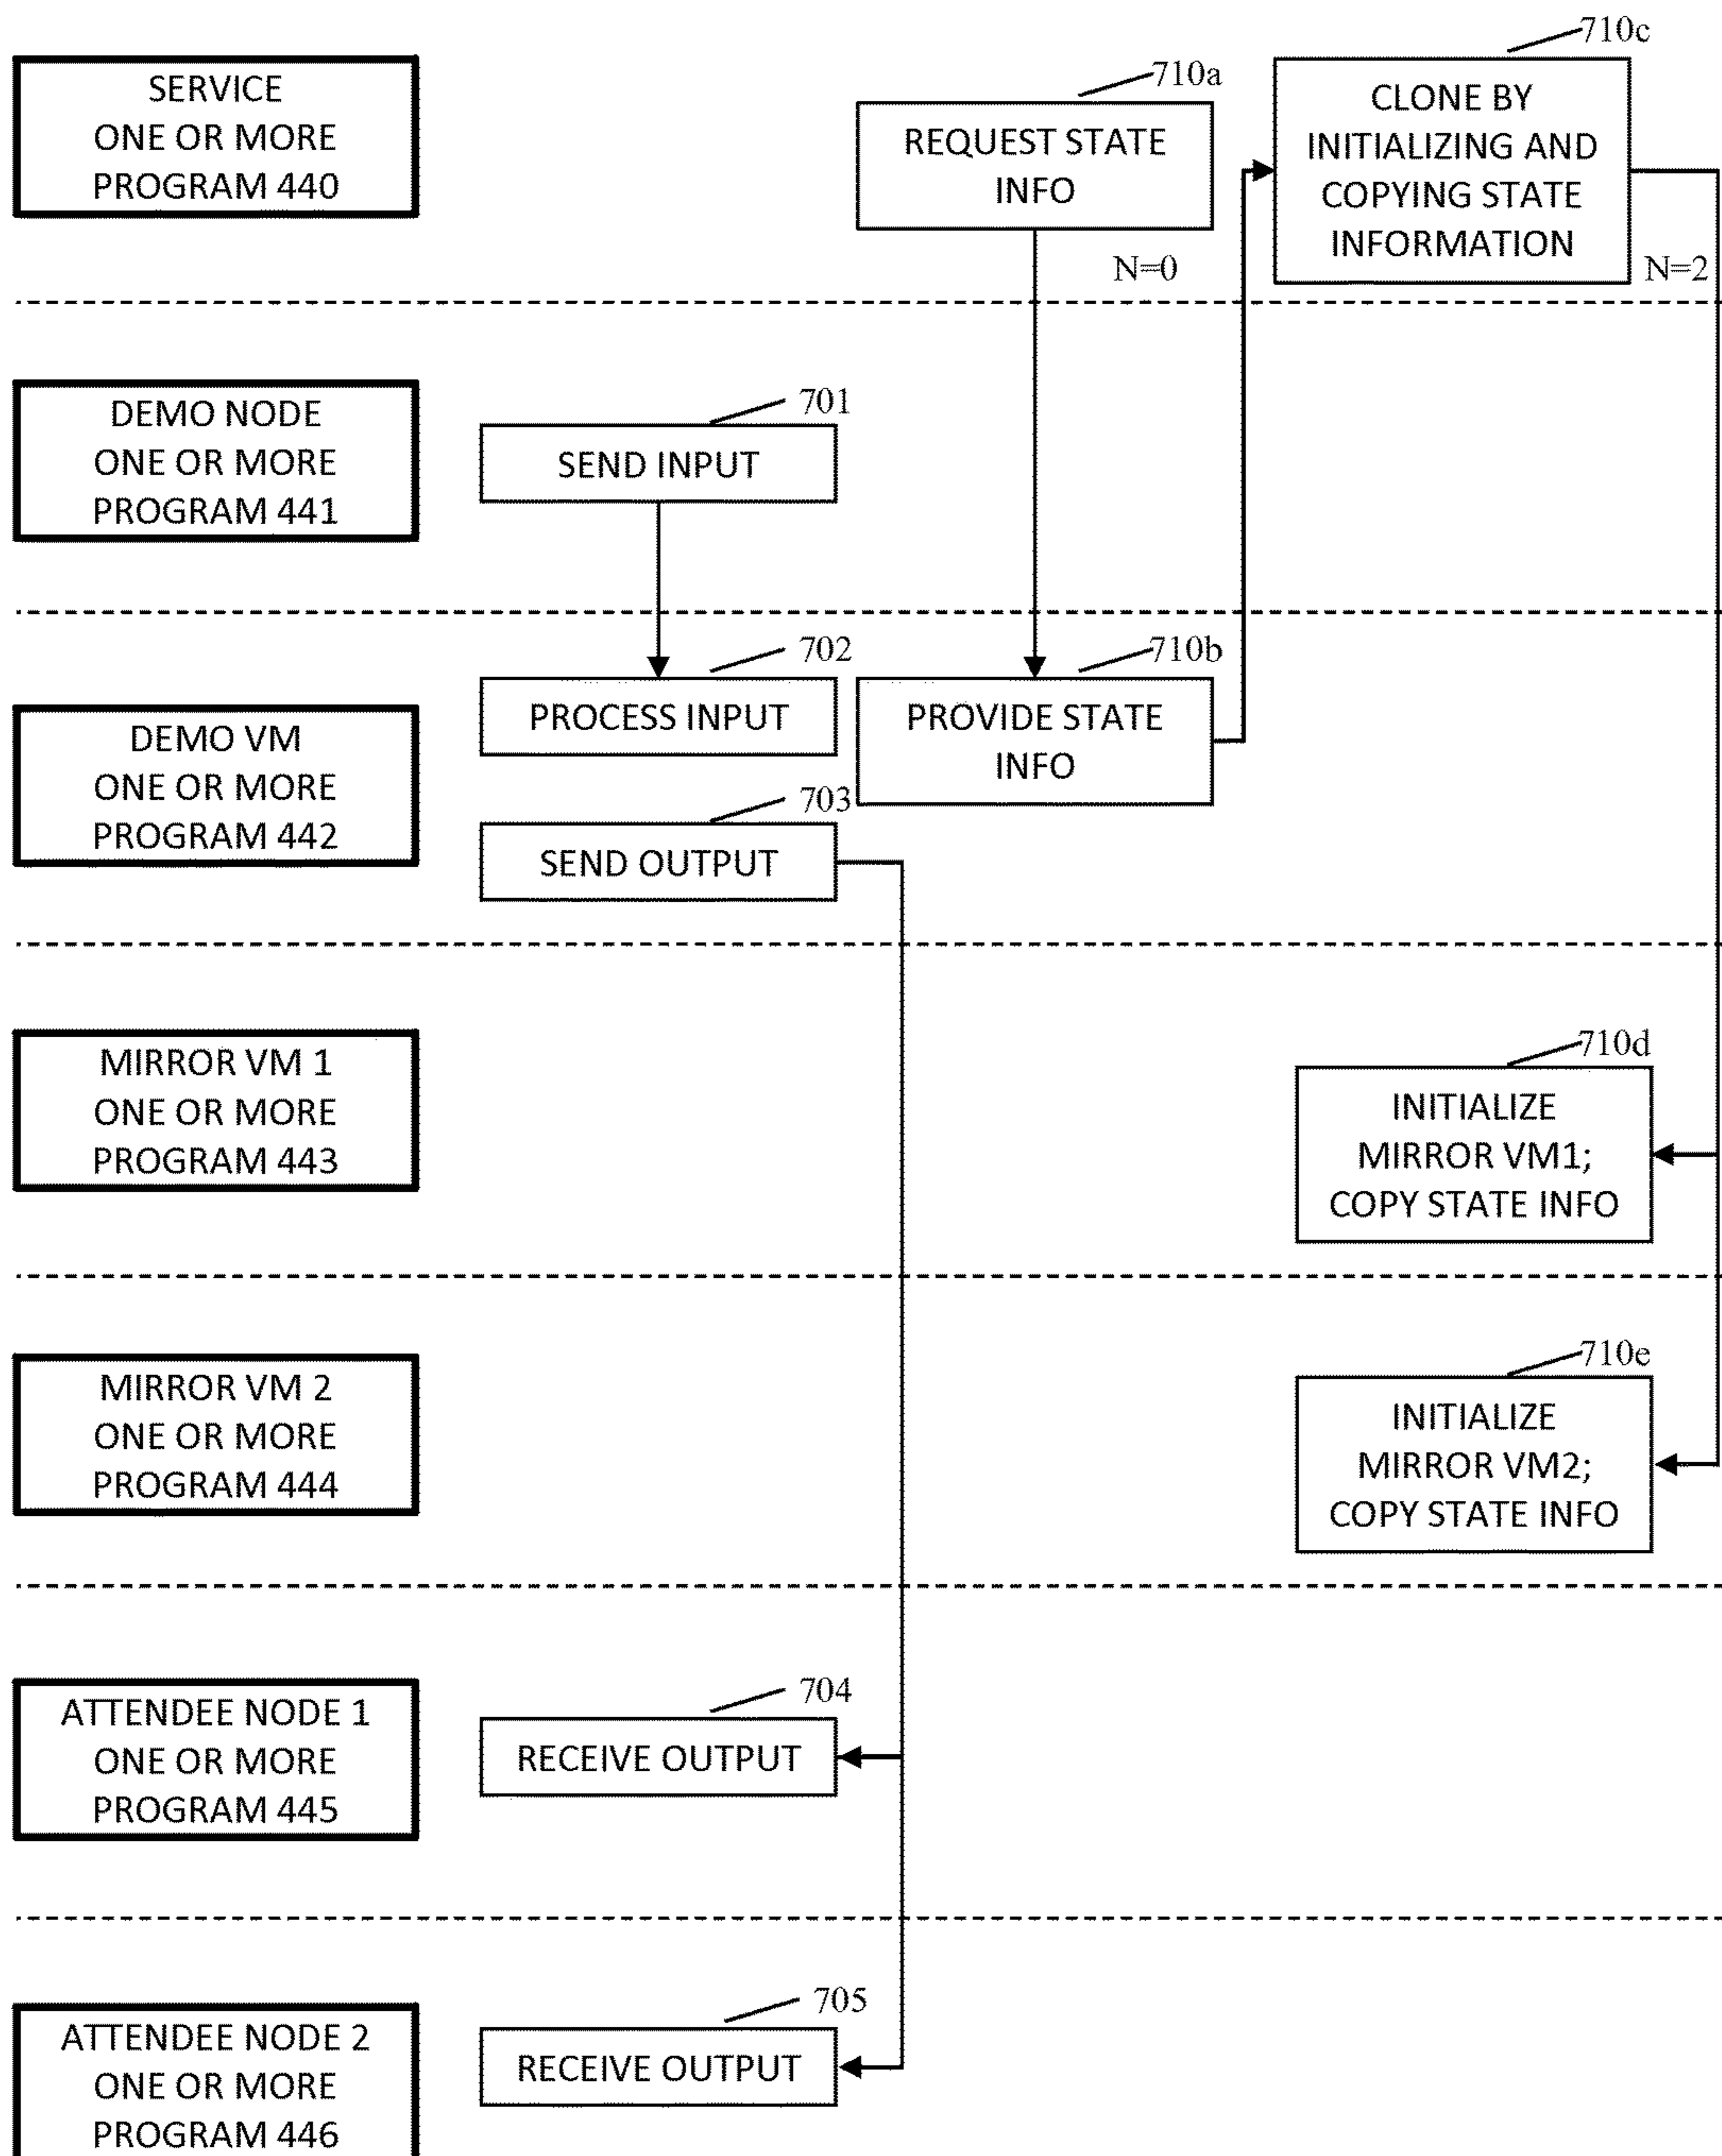 710c
710a
SERVICE
ONE OR MORE
PROGRAM 440
REQUEST STATE
INFO
CLONE BY
INITIALIZING AND
COPYING STATE
INFORMATION
N=0
N=2
701
DEMO NODE
ONE OR MORE
PROGRAM 441
SEND INPUT
702
710b
PROCESS INPUT
PROVIDE STATE
INFO
DEMO VM
ONE OR MORE
PROGRAM 442
703
SEND OUTPUT
MIRROR VM 1
ONE OR MORE
PROGRAM 443
710d
INITIALIZE
MIRROR VM1;
COPY STATE INFO
MIRROR VM 2
ONE OR MORE
PROGRAM 444
710e
INITIALIZE
MIRROR VM2;
COPY STATE INFO
ATTENDEE NODE 1
ONE OR MORE
PROGRAM 445
704
RECEIVE OUTPUT
ATTENDEE NODE 2
ONE OR MORE
PROGRAM 446
705
RECEIVE OUTPUT